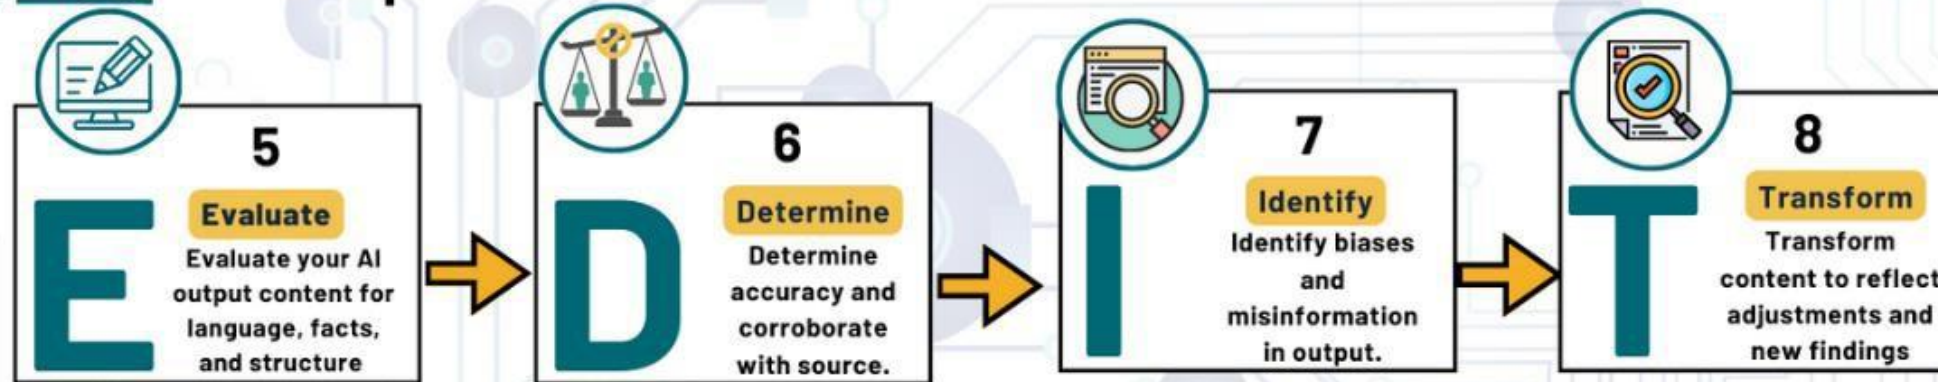 5
E
Evaluate
Evaluate your AI
output content for
language, facts,
and structure
6
D
Determine
Determine
accuracy and
corroborate
with source.
7
I
Identify
Identify biases
and
misinformation
in output.
8
T
Transform
Transform
content to reflect
adjustments and
new findings